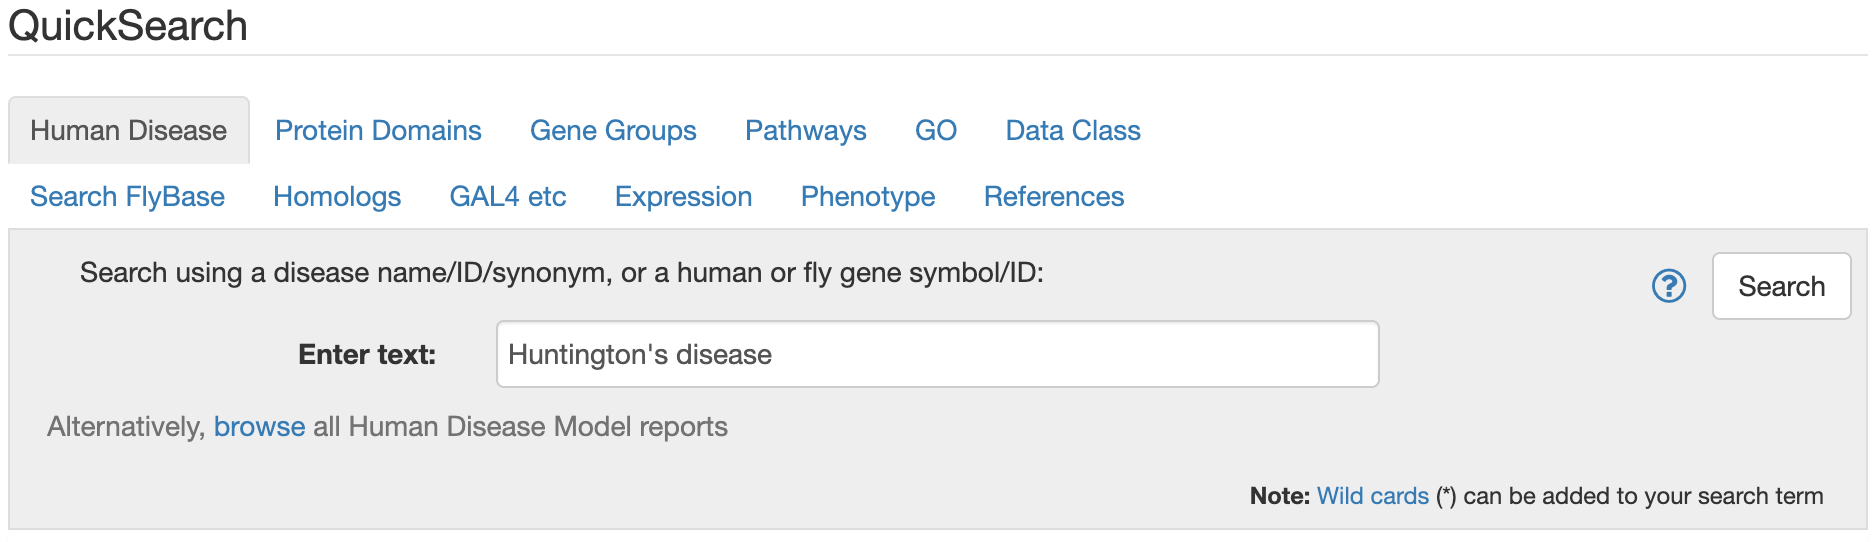 QuickSearch
Human Disease Protein Domains Gene Groups Pathways GO Data Class
Search FlyBase Homologs GAL4 etc Expression Phenotype References
Search using a disease name/ID/synonym, or a human or fly gene symbol/ID:
? Search
Enter text: Huntington's disease
Alternatively, browse all Human Disease Model reports
Note: Wild cards (*) can be added to your search term